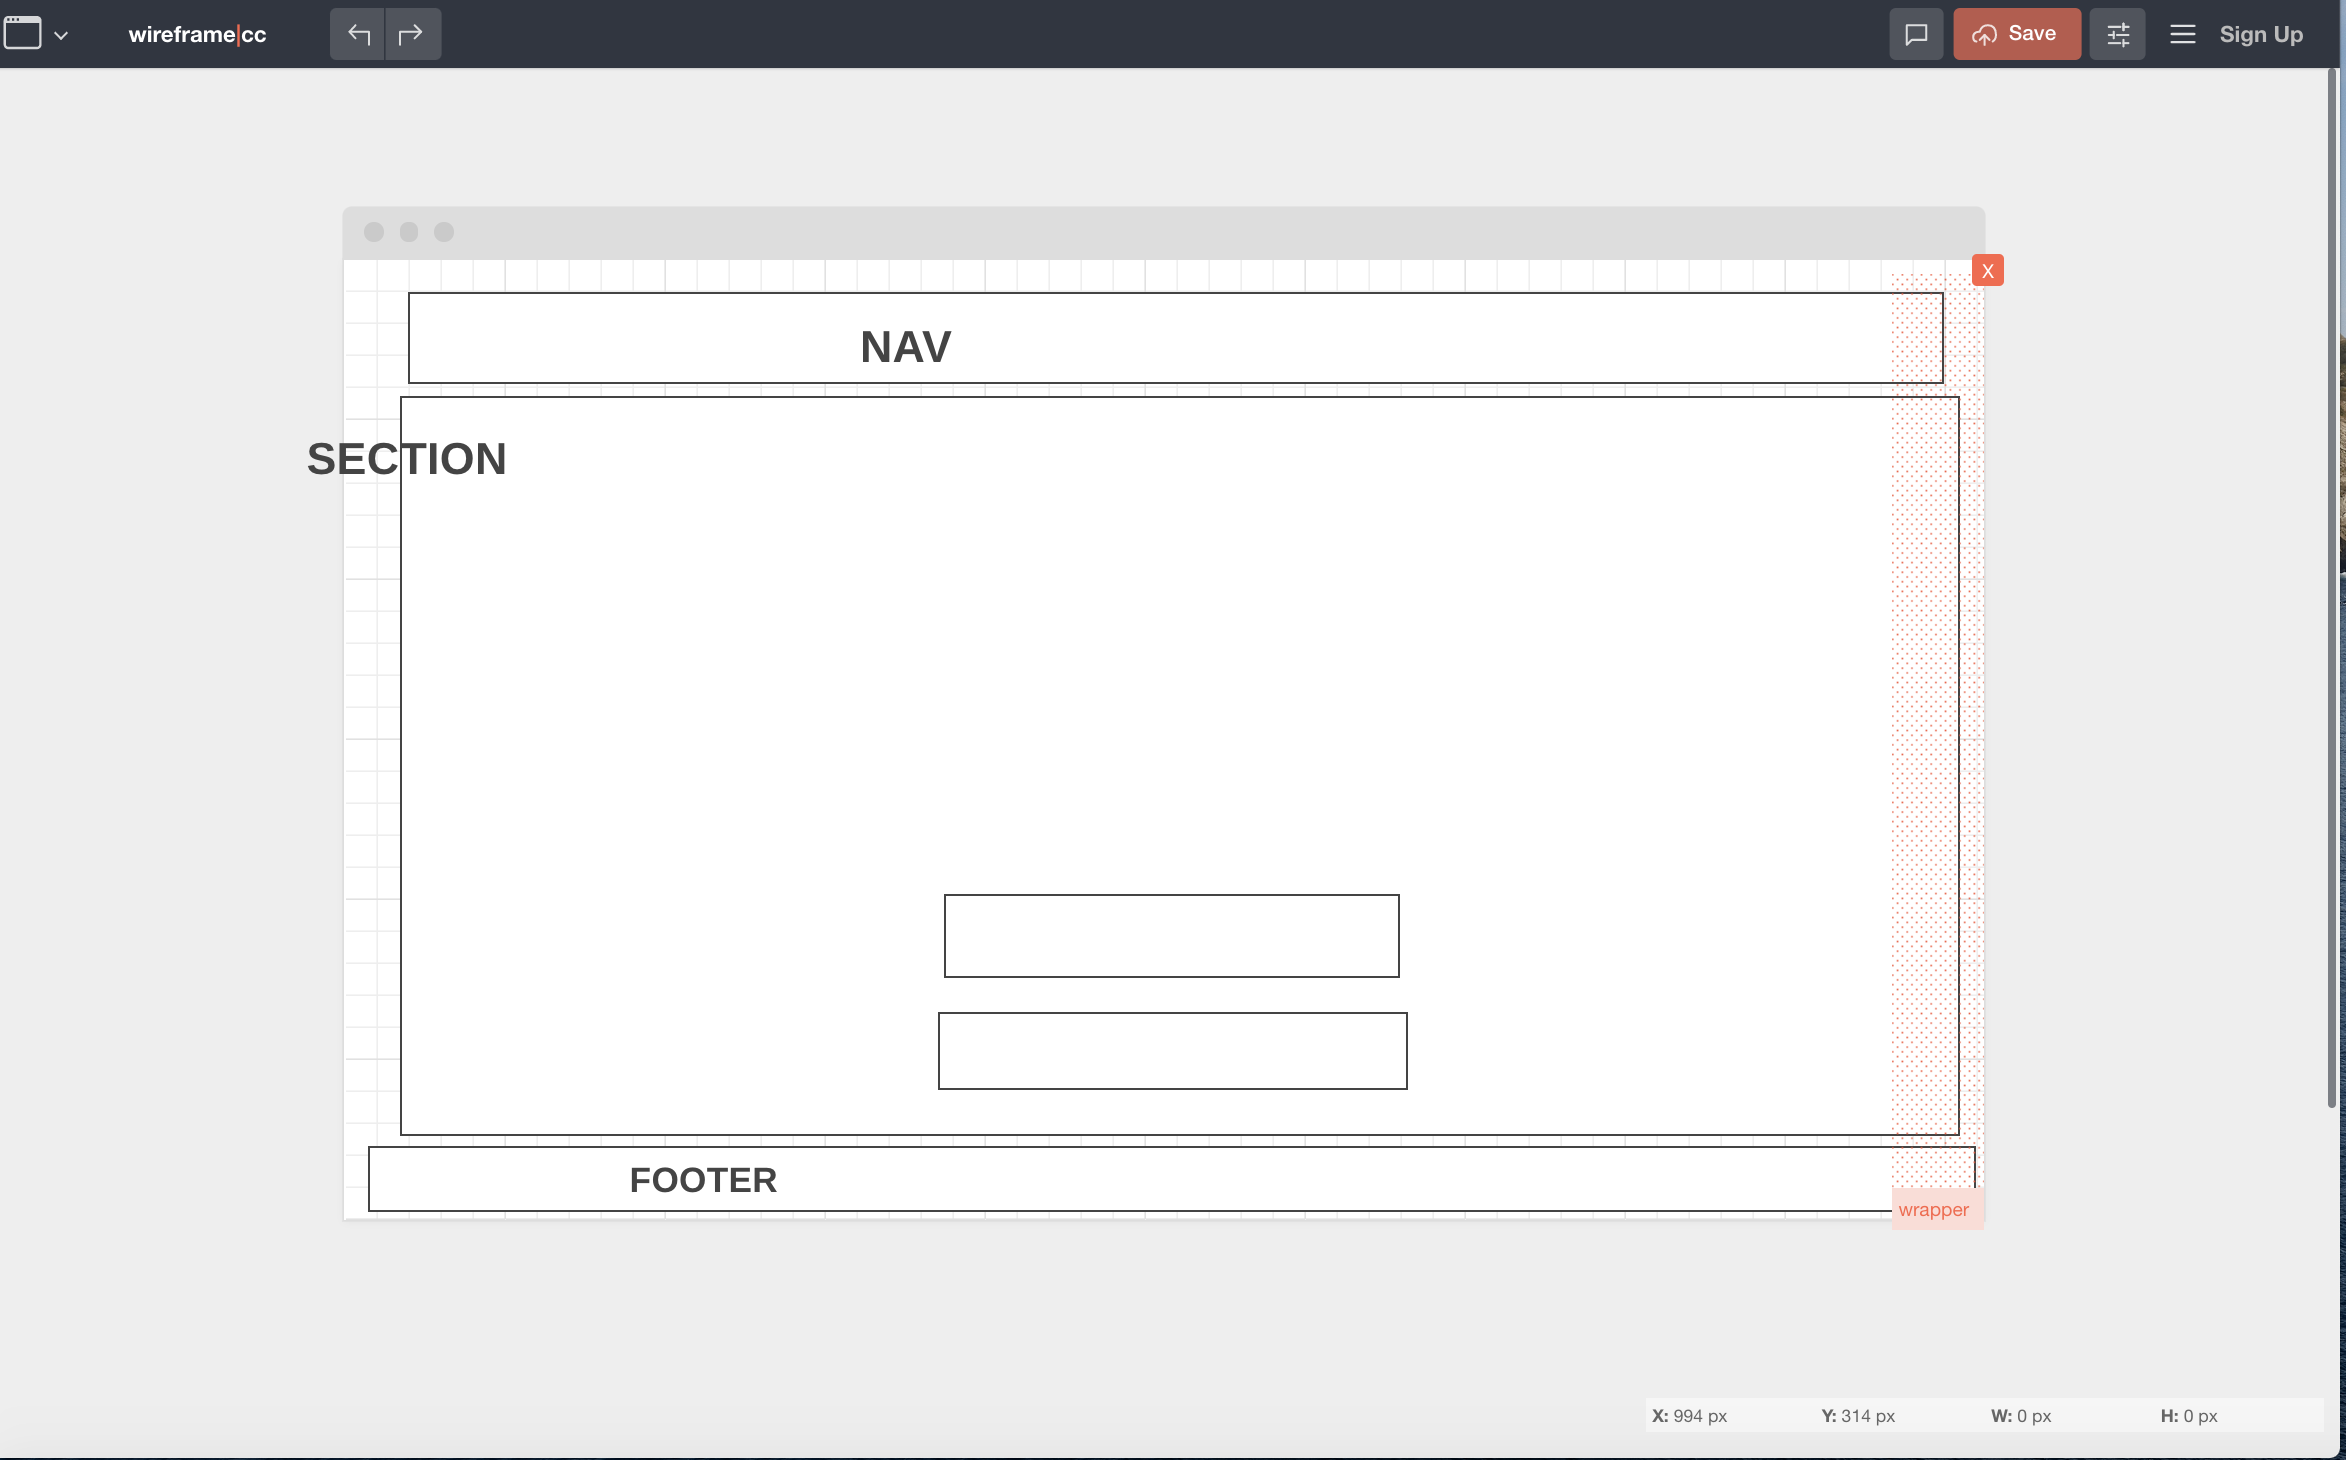 wireframe|cc
Save
Sign Up
X
NAV
SECTION
FOOTER
wrapper
X: 994 px Y: 314 px W: 0 px H: 0 px